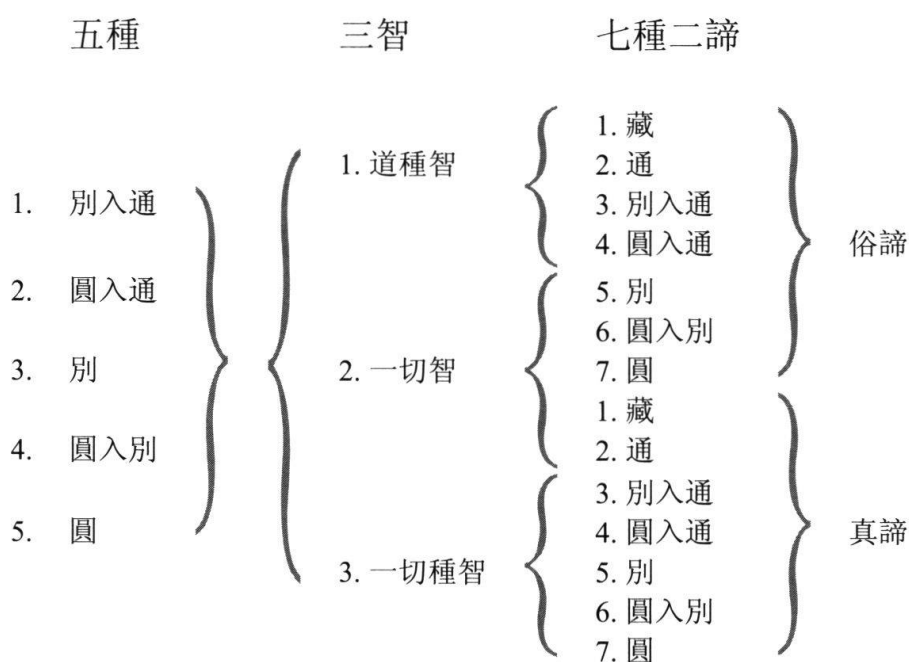 五種 三智 七種二諦
1. 藏
1. 道種智 2. 通
1. 別入通 3. 別入通
4. 圓入通 俗諦
2. 圓入通 5. 別
6. 圓入別
3. 別 2. 一切智 7. 圓
1. 藏
4. 圓入別 2. 通
3. 別入通
5. 圓 4. 圓入通 真諦
3. 一切種智 5. 別
6. 圓入別
7. 圓